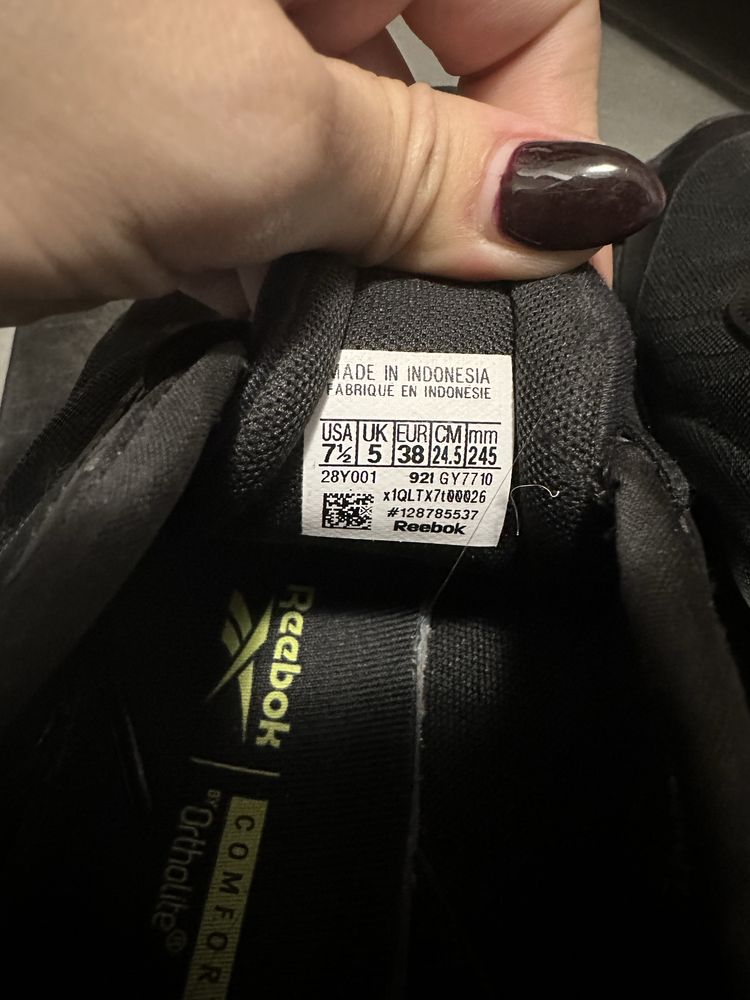 MADE IN INDONESIA
FABRIQUE EN INDONESIE
USA UK EUR CM mm
7½ 5 38 24.5 245
28Y001 921 GY7710
x1QLTX7t00026
#128785537
Reebok
Reebok
BY OrthoLite®
COMFOR